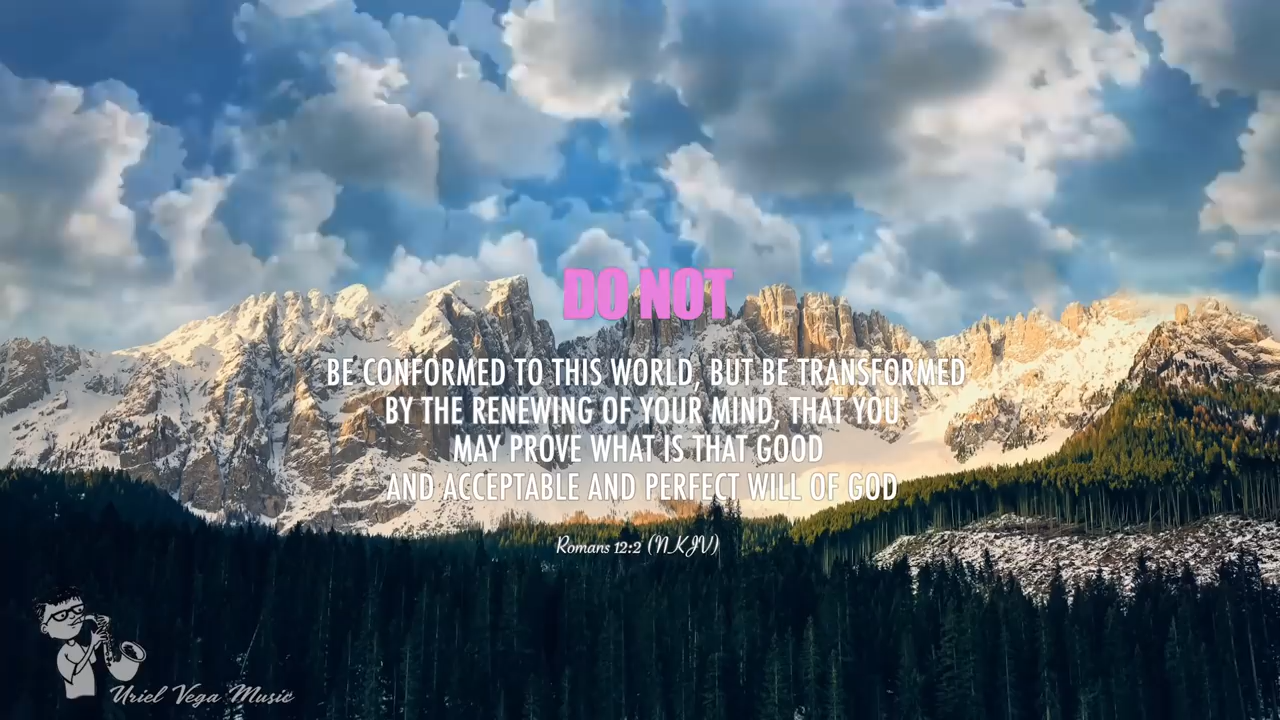 DO NOT
BE CONFORMED TO THIS WORLD, BUT BE TRANSFORMED
BY THE RENEWING OF YOUR MIND, THAT YOU
MAY PROVE WHAT IS THAT GOOD
AND ACCEPTABLE AND PERFECT WILL OF GOD
Romans 12:2 (NKJV)
Uriel Vega Music